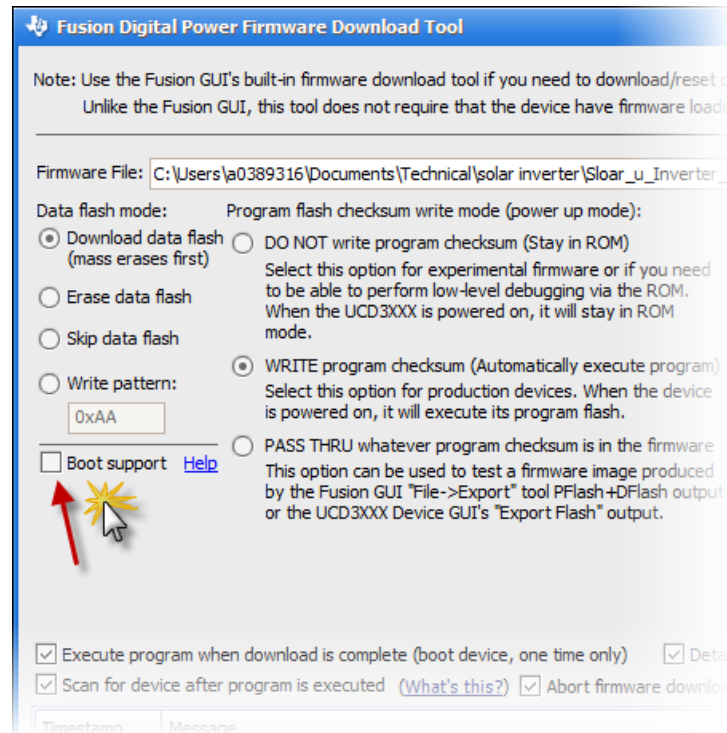 Fusion Digital Power Firmware Download Tool
Note: Use the Fusion GUI's built-in firmware download tool if you need to download/reset
Unlike the Fusion GUI, this tool does not require that the device have firmware
Firmware File: C:\Users\a0389316\Documents\Technical\solar inverter\Sloar_u_Inverter_
Data flash mode:
Download data flash
(mass erases first)
Erase data flash
Skip data flash
Write pattern:
0xAA
Boot support Help
Program flash checksum write mode (power up mode):
DO NOT write program checksum (Stay in ROM)
Select this option for experimental firmware or if you need
to be able to perform low-level debugging via the ROM.
When the UCD3XXX is powered on, it will stay in ROM
mode.
WRITE program checksum (Automatically execute program)
Select this option for production devices. When the device
is powered on, it will execute its program flash.
PASS THRU whatever program checksum is in the firmware
This option can be used to test a firmware image produced
by the Fusion GUI "File->Export" tool PFlash+DFlash output
or the UCD3XXX Device GUI's "Export Flash" output.
Execute program when download is complete (boot device, one time only)
Scan for device after program is executed (What's this?) Abort firmware
Timestamp Message